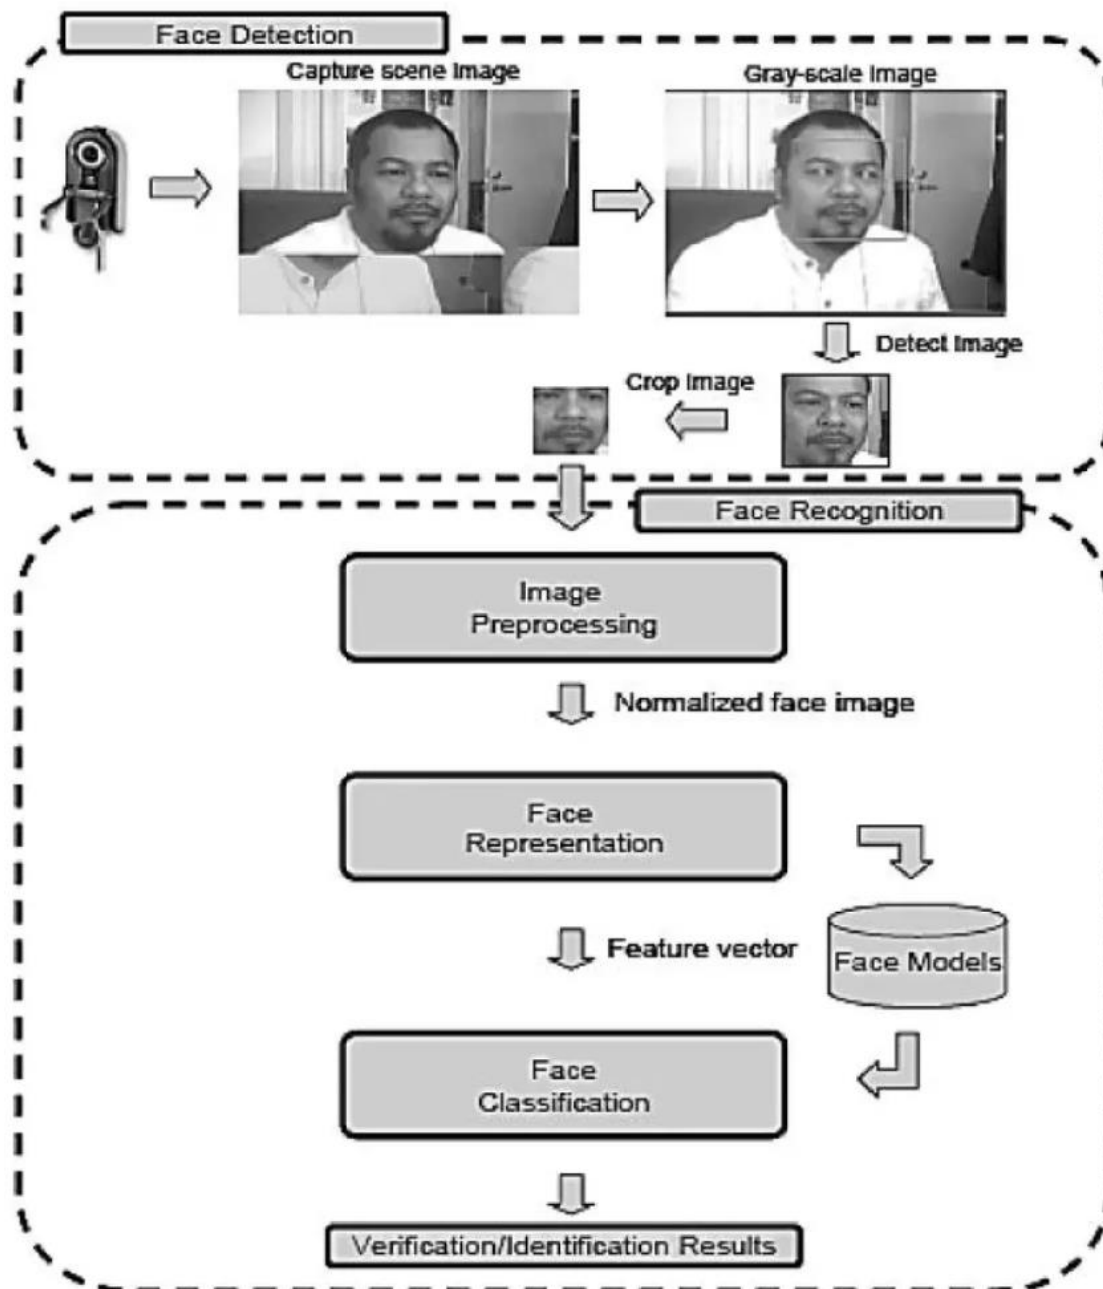 Face Detection
Capture scene image
Gray-scale image
Detect image
Crop image
Face Recognition
Image
Preprocessing
Normalized face image
Face
Representation
Feature vector
Face Models
Face
Classification
Verification/Identification Results